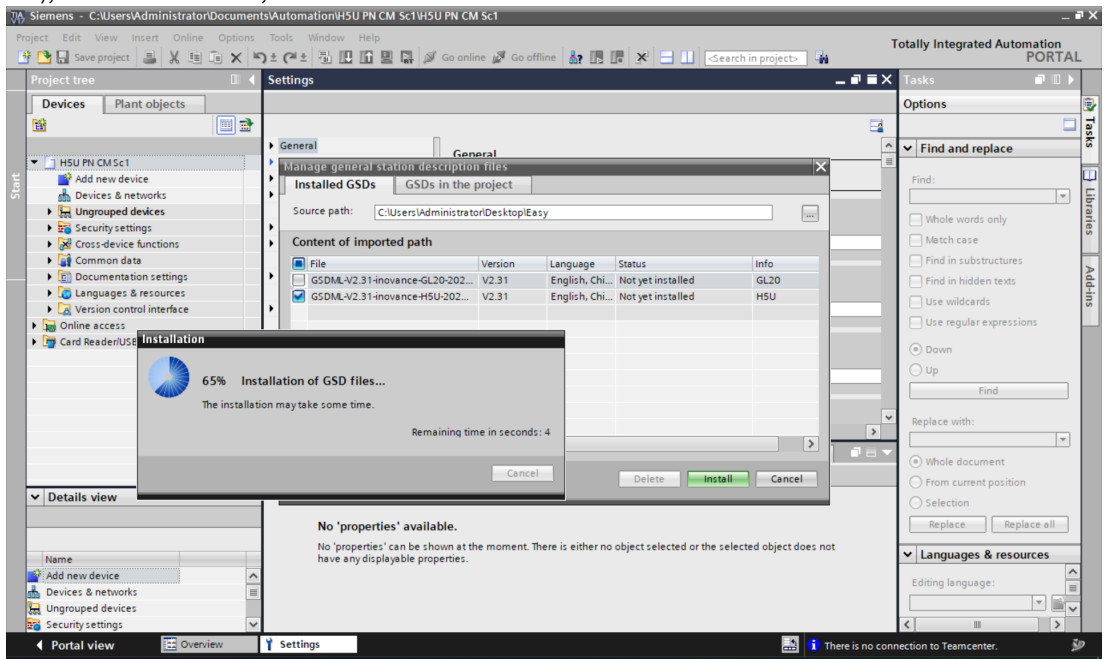 Siemens - C:\Users\Administrator\Documents\Automation\H5U PN CM Sc1\H5U PN CM Sc1
Project Edit View Insert Online Options Tools Window Help
Totally Integrated Automation
PORTAL
Save project
Go online
Go offline
<Search in project>
Project tree
Settings
Tasks
Devices
Plant objects
Options
General
General
Find and replace
H5U PN CM Sc1
Add new device
Devices & networks
Ungrouped devices
Security settings
Cross-device functions
Common data
Documentation settings
Languages & resources
Version control interface
Online access
Card Reader/USB
Start
Manage general station description files
Installed GSDs
GSDs in the project
Source path: C:\Users\Administrator\Desktop\Easy
...
Content of imported path
File Version Language Status Info
GSDML-V2.31-inovance-GL20-202... V2.31 English, Chi... Not yet installed GL20
GSDML-V2.31-inovance-H5U-202... V2.31 English, Chi... Not yet installed H5U
Delete Install Cancel
Installation
65% Installation of GSD files...
The installation may take some time.
Remaining time in seconds: 4
Cancel
Find:
Whole words only
Match case
Find in substructures
Find in hidden texts
Use wildcards
Use regular expressions
Down
Up
Find
Replace with:
Whole document
From current position
Selection
Replace Replace all
Languages & resources
Editing language:
Tasks
Libraries
Add-ins
Details view
Name
Add new device
Devices & networks
Ungrouped devices
Security settings
No 'properties' available.
No 'properties' can be shown at the moment. There is either no object selected or the selected object does not
have any displayable properties.
Portal view
Overview
Settings
There is no connection to Teamcenter.